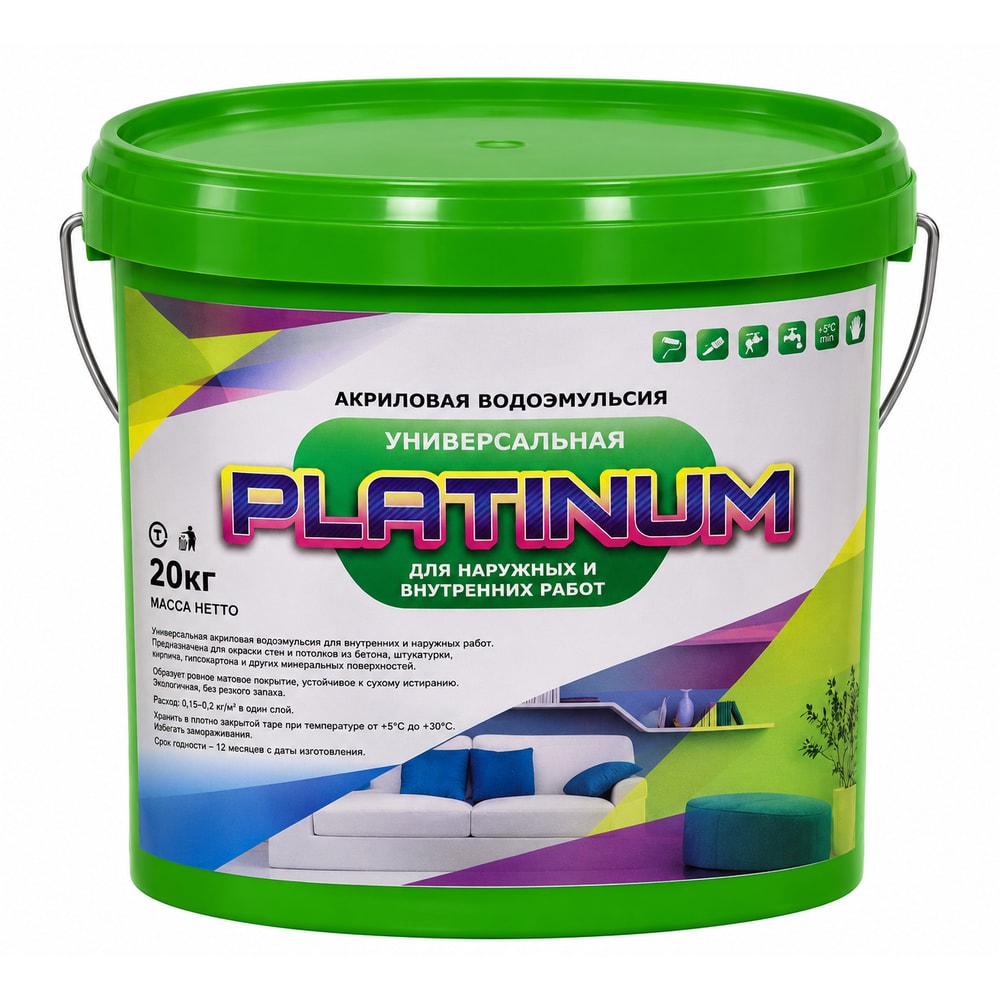 +5°C
min
АКРИЛОВАЯ ВОДОЭМУЛЬСИЯ
УНИВЕРСАЛЬНАЯ
PLATINUM
ДЛЯ НАРУЖНЫХ И
ВНУТРЕННИХ РАБОТ
Т
20кг
МАССА НЕТТО
Универсальная акриловая водоэмульсия для внутренних и наружных работ.
Предназначена для окраски стен и потолков из бетона, штукатурки,
кирпича, гипсокартона и других минеральных поверхностей.
Образует ровное матовое покрытие, устойчивое к сухому истиранию.
Экологичная, без резкого запаха.
Расход: 0,15–0,2 кг/м² в один слой.
Хранить в плотно закрытой таре при температуре от +5°C до +30°C.
Избегать замораживания.
Срок годности – 12 месяцев с даты изготовления.